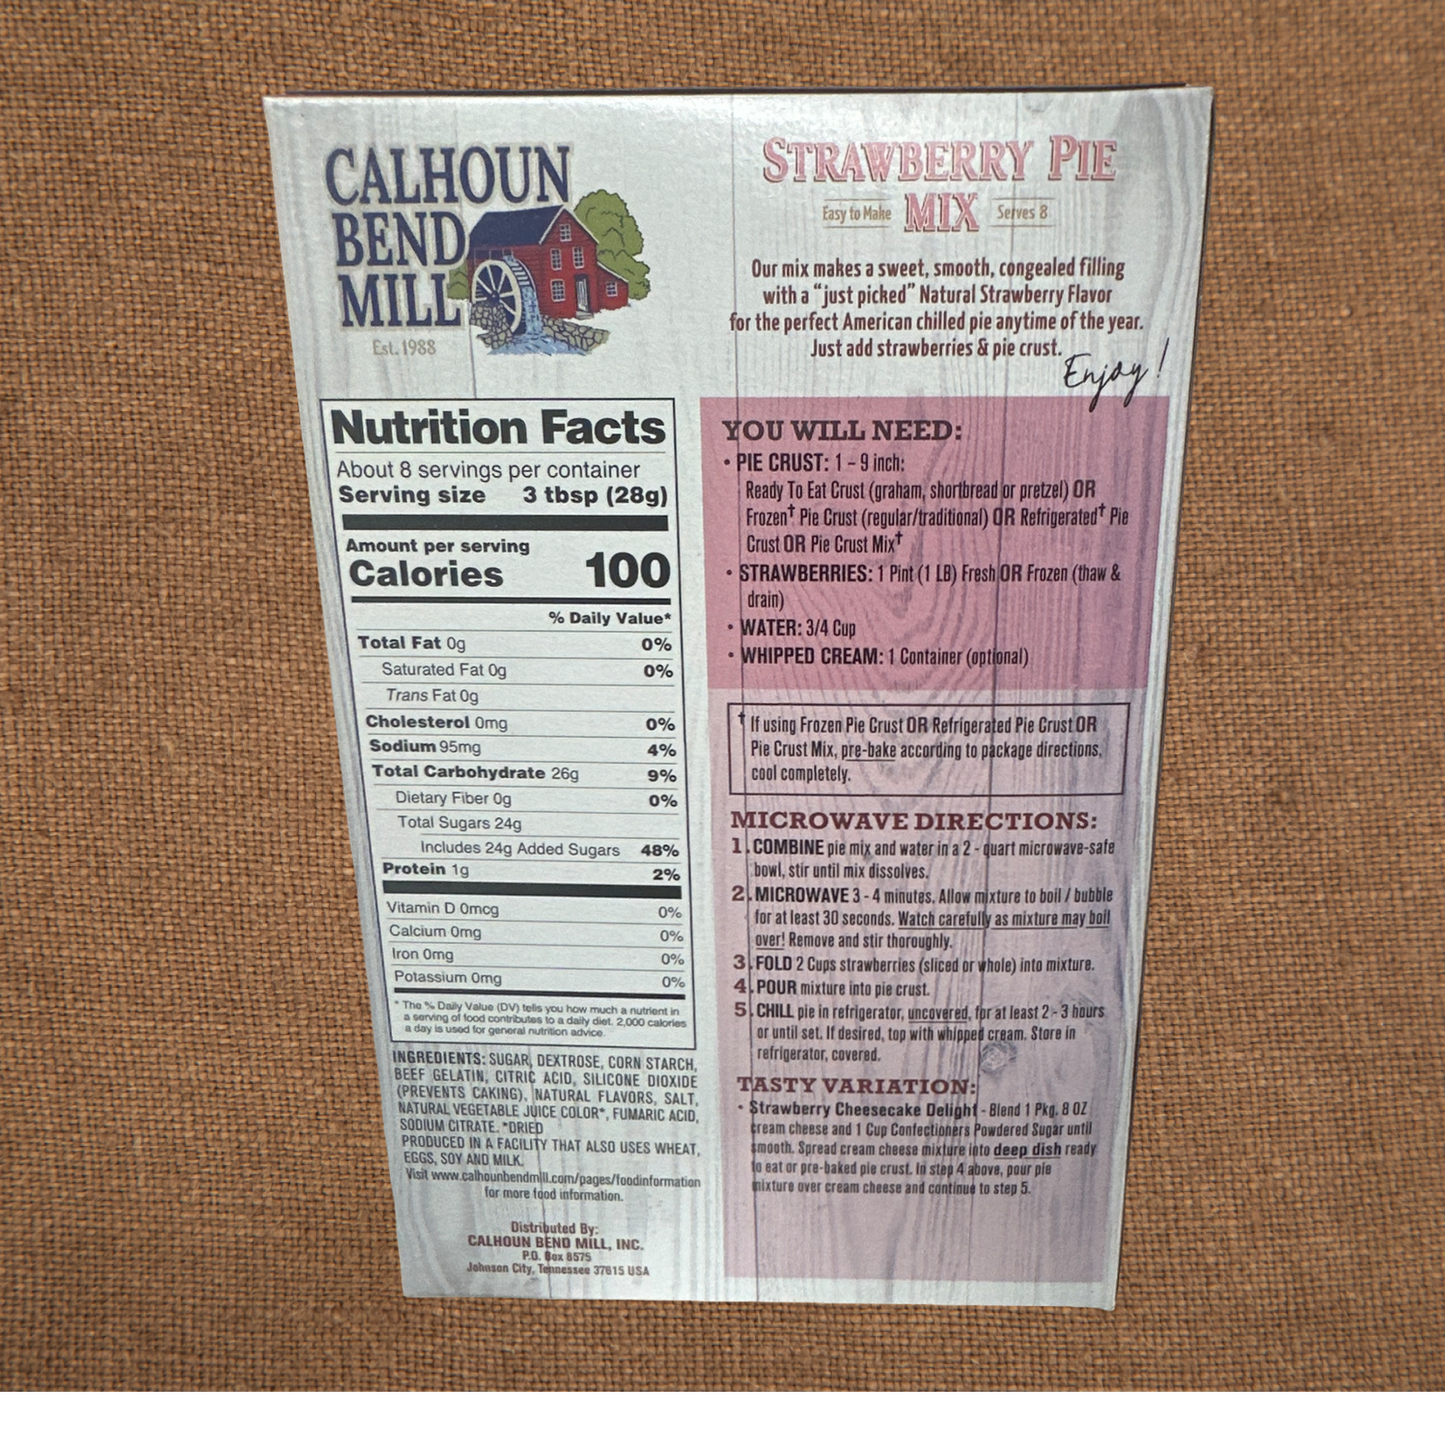 CALHOUN
BEND
MILL
Est. 1988
STRAWBERRY PIE
Easy to Make MIX Serves 8
Our mix makes a sweet, smooth, congealed filling
with a “just picked” Natural Strawberry Flavor
for the perfect American chilled pie anytime of the year.
Just add strawberries & pie crust.
Enjoy!
Nutrition Facts
About 8 servings per container
Serving size 3 tbsp (28g)
Amount per serving
Calories 100
% Daily Value*
Total Fat 0g 0%
Saturated Fat 0g 0%
Trans Fat 0g
Cholesterol 0mg 0%
Sodium 95mg 4%
Total Carbohydrate 26g 9%
Dietary Fiber 0g 0%
Total Sugars 24g
Includes 24g Added Sugars 48%
Protein 1g 2%
Vitamin D 0mcg 0%
Calcium 0mg 0%
Iron 0mg 0%
Potassium 0mg 0%
* The % Daily Value (DV) tells you how much a nutrient in
a serving of food contributes to a daily diet. 2,000 calories
a day is used for general nutrition advice.
INGREDIENTS: SUGAR, DEXTROSE, CORN STARCH,
BEEF GELATIN, CITRIC ACID, SILICONE DIOXIDE
(PREVENTS CAKING), NATURAL FLAVORS, SALT,
NATURAL VEGETABLE JUICE COLOR*, FUMARIC ACID,
SODIUM CITRATE. *DRIED
PRODUCED IN A FACILITY THAT ALSO USES WHEAT,
EGGS, SOY AND MILK.
Visit www.calhounbendmill.com/pages/foodinformation
for more food information.
Distributed By:
CALHOUN BEND MILL, INC.
P.O. Box 8575
Johnson City, Tennessee 37615 USA
YOU WILL NEED:
• PIE CRUST: 1 – 9 inch:
Ready To Eat Crust (graham, shortbread or pretzel) OR
Frozen† Pie Crust (regular/traditional) OR Refrigerated† Pie
Crust OR Pie Crust Mix†
• STRAWBERRIES: 1 Pint (1 LB) Fresh OR Frozen (thaw &
drain)
• WATER: 3/4 Cup
• WHIPPED CREAM: 1 Container (optional)
† If using Frozen Pie Crust OR Refrigerated Pie Crust OR
Pie Crust Mix, pre-bake according to package directions,
cool completely.
MICROWAVE DIRECTIONS:
1. COMBINE pie mix and water in a 2 - quart microwave-safe
bowl, stir until mix dissolves.
2. MICROWAVE 3 - 4 minutes. Allow mixture to boil / bubble
for at least 30 seconds. Watch carefully as mixture may boil
over! Remove and stir thoroughly.
3. FOLD 2 Cups strawberries (sliced or whole) into mixture.
4. POUR mixture into pie crust.
5. CHILL pie in refrigerator, uncovered, for at least 2 - 3 hours
or until set. If desired, top with whipped cream. Store in
refrigerator, covered.
TASTY VARIATION:
• Strawberry Cheesecake Delight - Blend 1 Pkg. 8 OZ
cream cheese and 1 Cup Confectioners Powdered Sugar until
smooth. Spread cream cheese mixture into deep dish ready
to eat or pre-baked pie crust. In step 4 above, pour pie
mixture over cream cheese and continue to step 5.